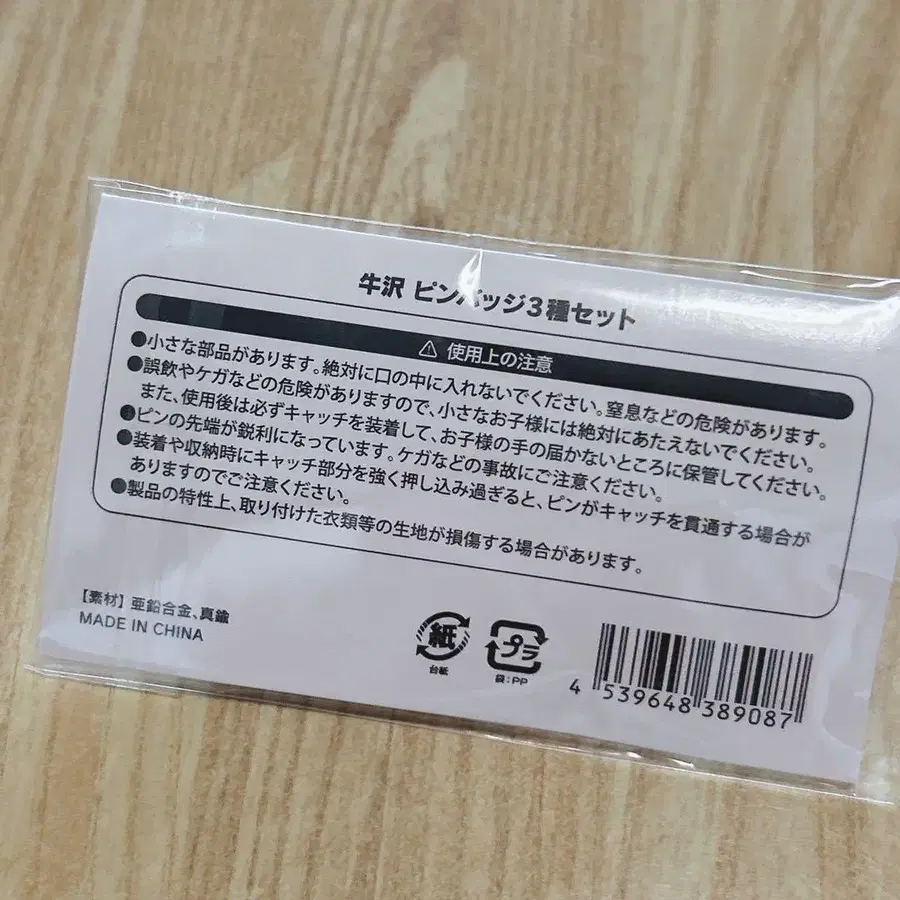 牛沢 ピンバッジ3種セット
⚠ 使用上の注意
●小さな部品があります。絶対に口の中に入れないでください。窒息などの危険があります。
●誤飲やケガなどの危険がありますので、小さなお子様には絶対にあたえないでください。
また、使用後は必ずキャッチを装着して、お子様の手の届かないところに保管してください。
●ピンの先端が鋭利になっています。ケガなどの事故にご注意ください。
●装着や収納時にキャッチ部分を強く押し込み過ぎると、ピンがキャッチを貫通する場合が
ありますのでご注意ください。
●製品の特性上、取り付けた衣類等の生地が損傷する場合があります。
【素材】亜鉛合金、真鍮
MADE IN CHINA
紙
台紙
プラ
袋:PP
4 539648 389087